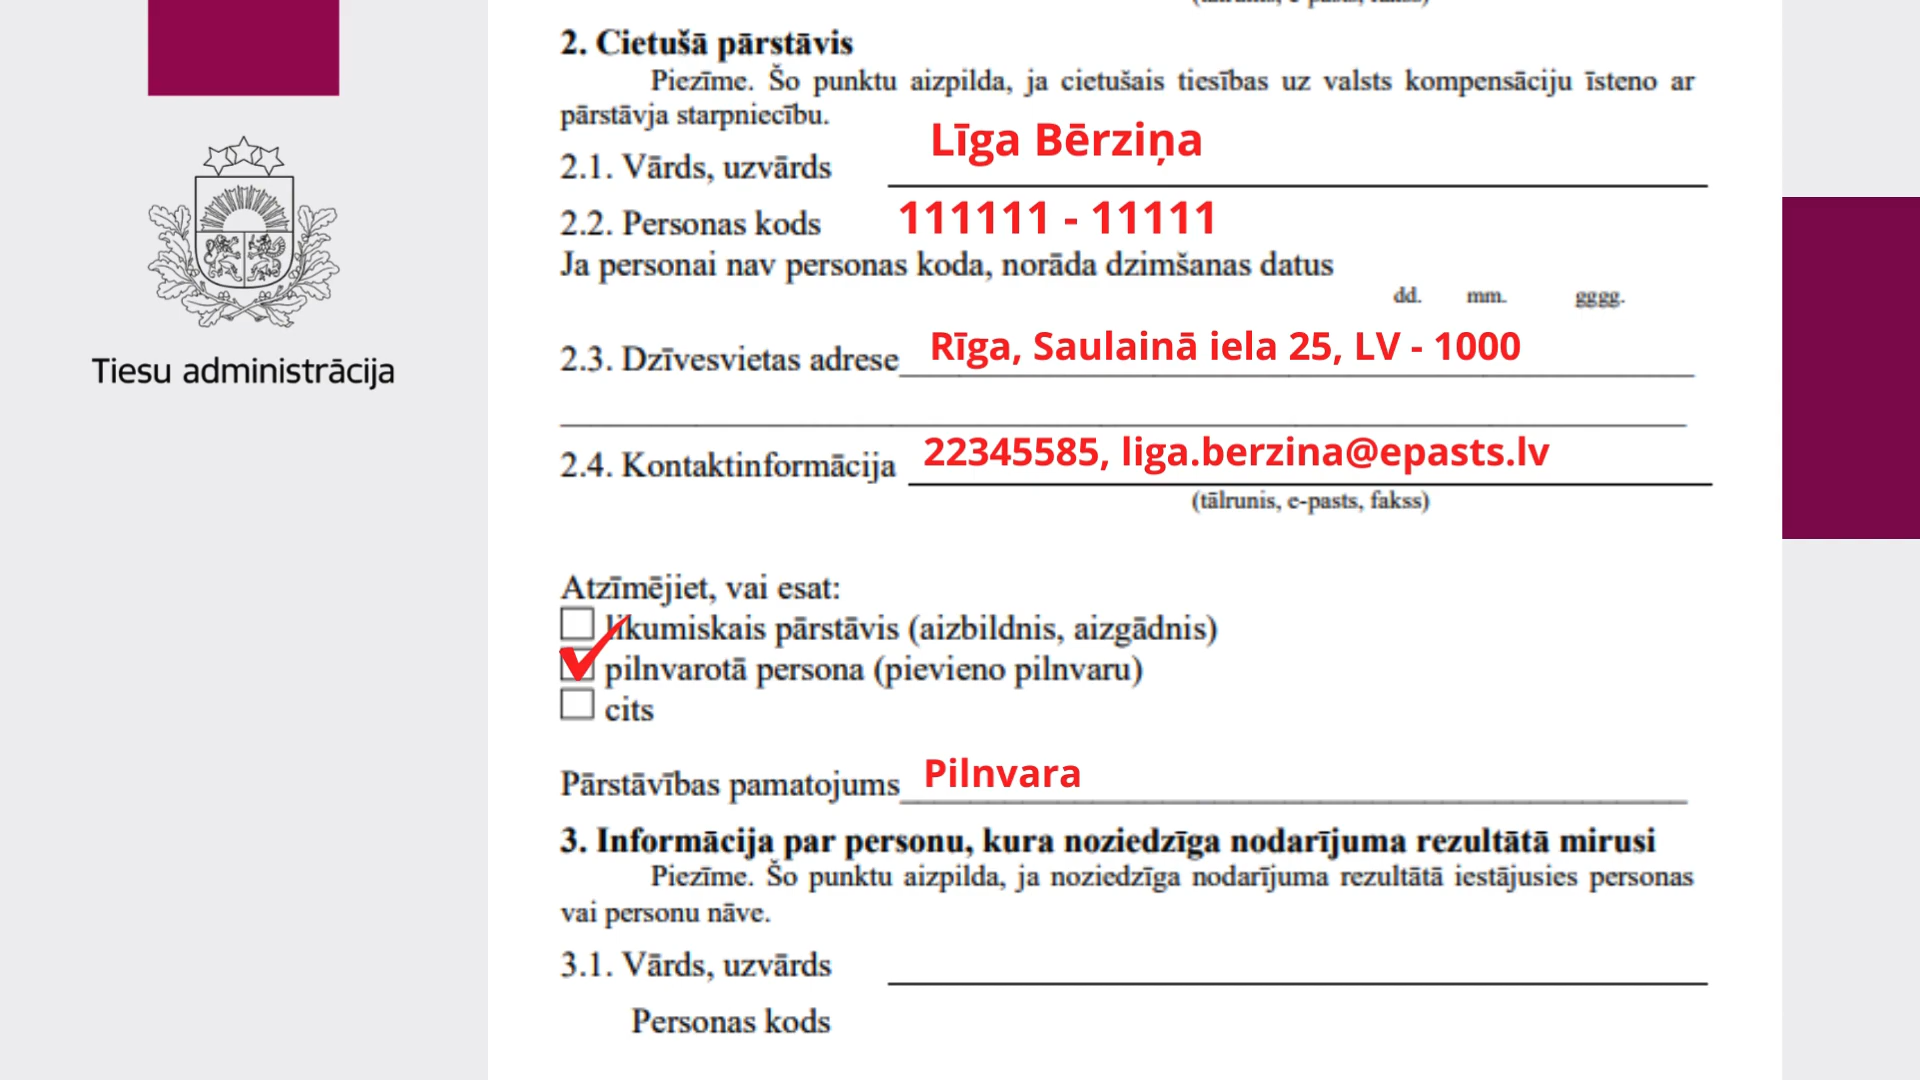 Tiesu administrācija
2. Cietušā pārstāvis
Piezīme. Šo punktu aizpilda, ja cietušais tiesības uz valsts kompensāciju īsteno ar
pārstāvja starpniecību.
2.1. Vārds, uzvārds Līga Bērziņa
2.2. Personas kods 111111 - 11111
Ja personai nav personas koda, norāda dzimšanas datus
dd. mm. gggg.
2.3. Dzīvesvietas adrese Rīga, Saulainā iela 25, LV - 1000
2.4. Kontaktinformācija 22345585, liga.berzina@epasts.lv
(tālrunis, e-pasts, fakss)
Atzīmējiet, vai esat:
likumiskais pārstāvis (aizbildnis, aizgādnis)
pilnvarotā persona (pievieno pilnvaru)
cits
Pārstāvības pamatojums Pilnvara
3. Informācija par personu, kura noziedzīga nodarījuma rezultātā mirusi
Piezīme. Šo punktu aizpilda, ja noziedzīga nodarījuma rezultātā iestājusies personas
vai personu nāve.
3.1. Vārds, uzvārds
Personas kods